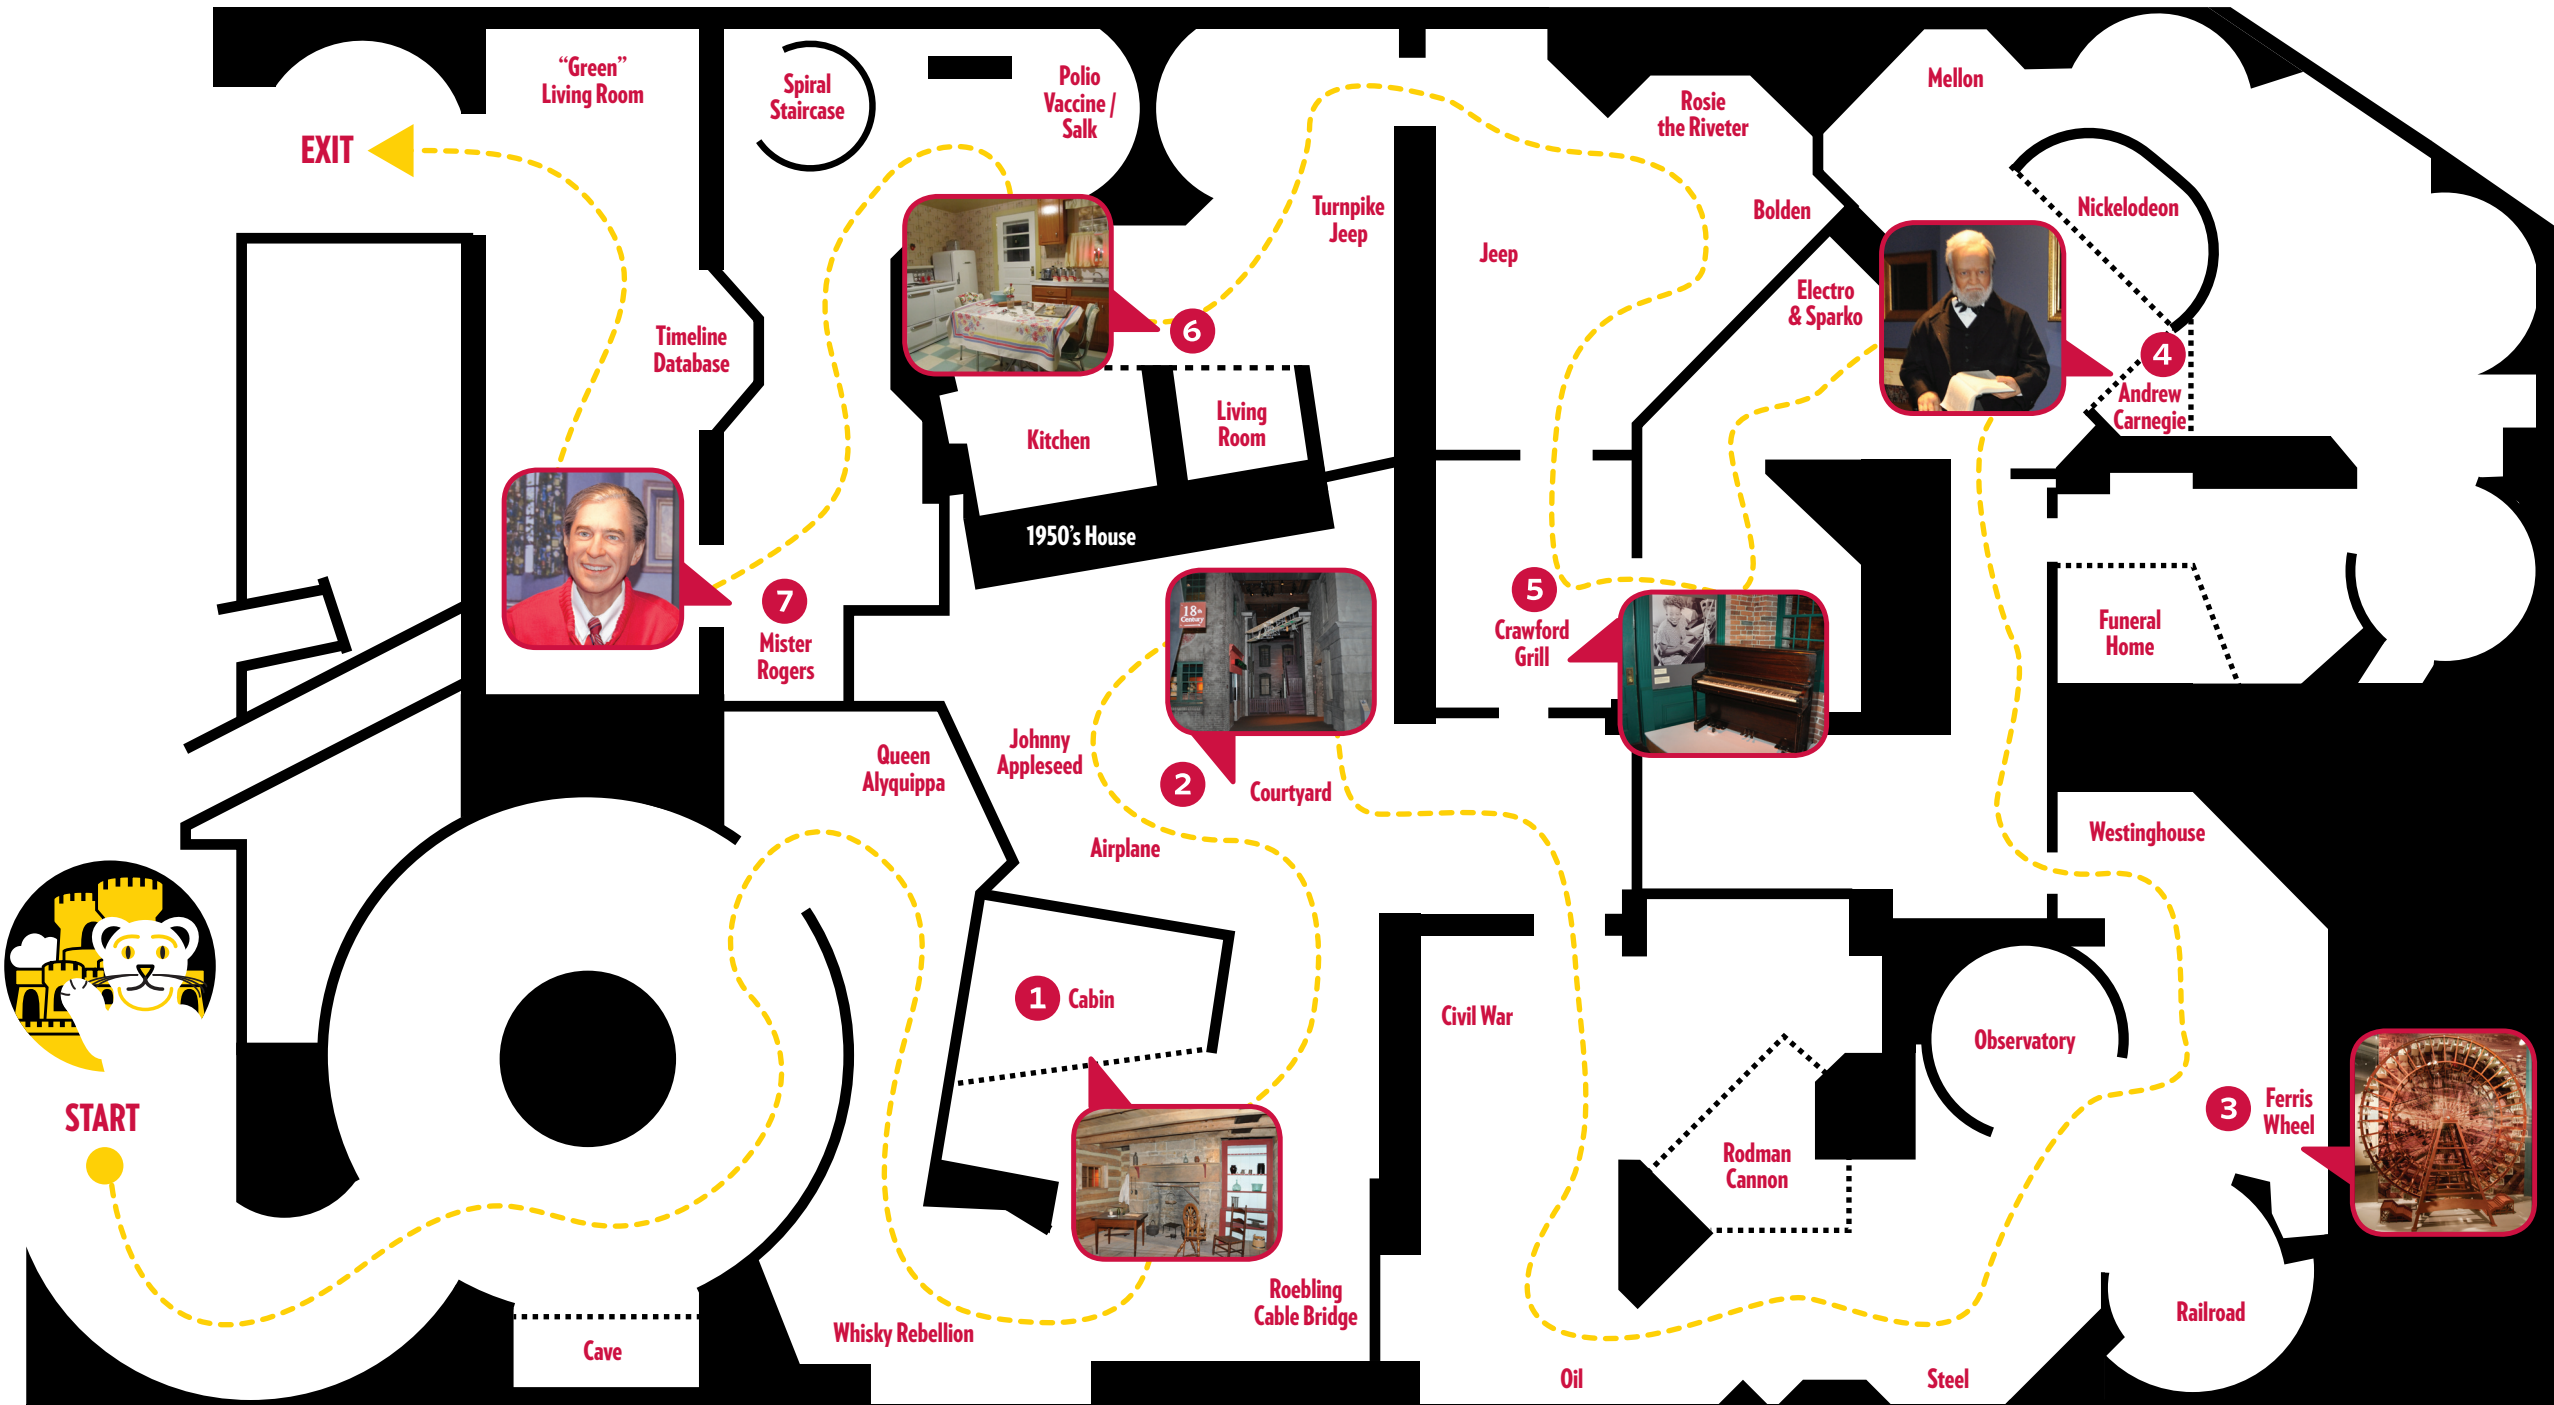 “Green”
Living Room
EXIT
Spiral
Staircase
Polio
Vaccine /
Salk
Timeline
Database
Turnpike
Jeep
Jeep
Rosie
the Riveter
Bolden
Mellon
Nickelodeon
Electro
& Sparko
4
Andrew
Carnegie
6
Kitchen
Living
Room
1950’s House
7
Mister
Rogers
18th
Century
5
Crawford
Grill
Funeral
Home
Queen
Alyquippa
Johnny
Appleseed
2
Courtyard
Airplane
Westinghouse
1
Cabin
Civil War
Observatory
3
Ferris
Wheel
START
Rodman
Cannon
Roebling
Cable Bridge
Whisky Rebellion
Cave
Railroad
Oil
Steel